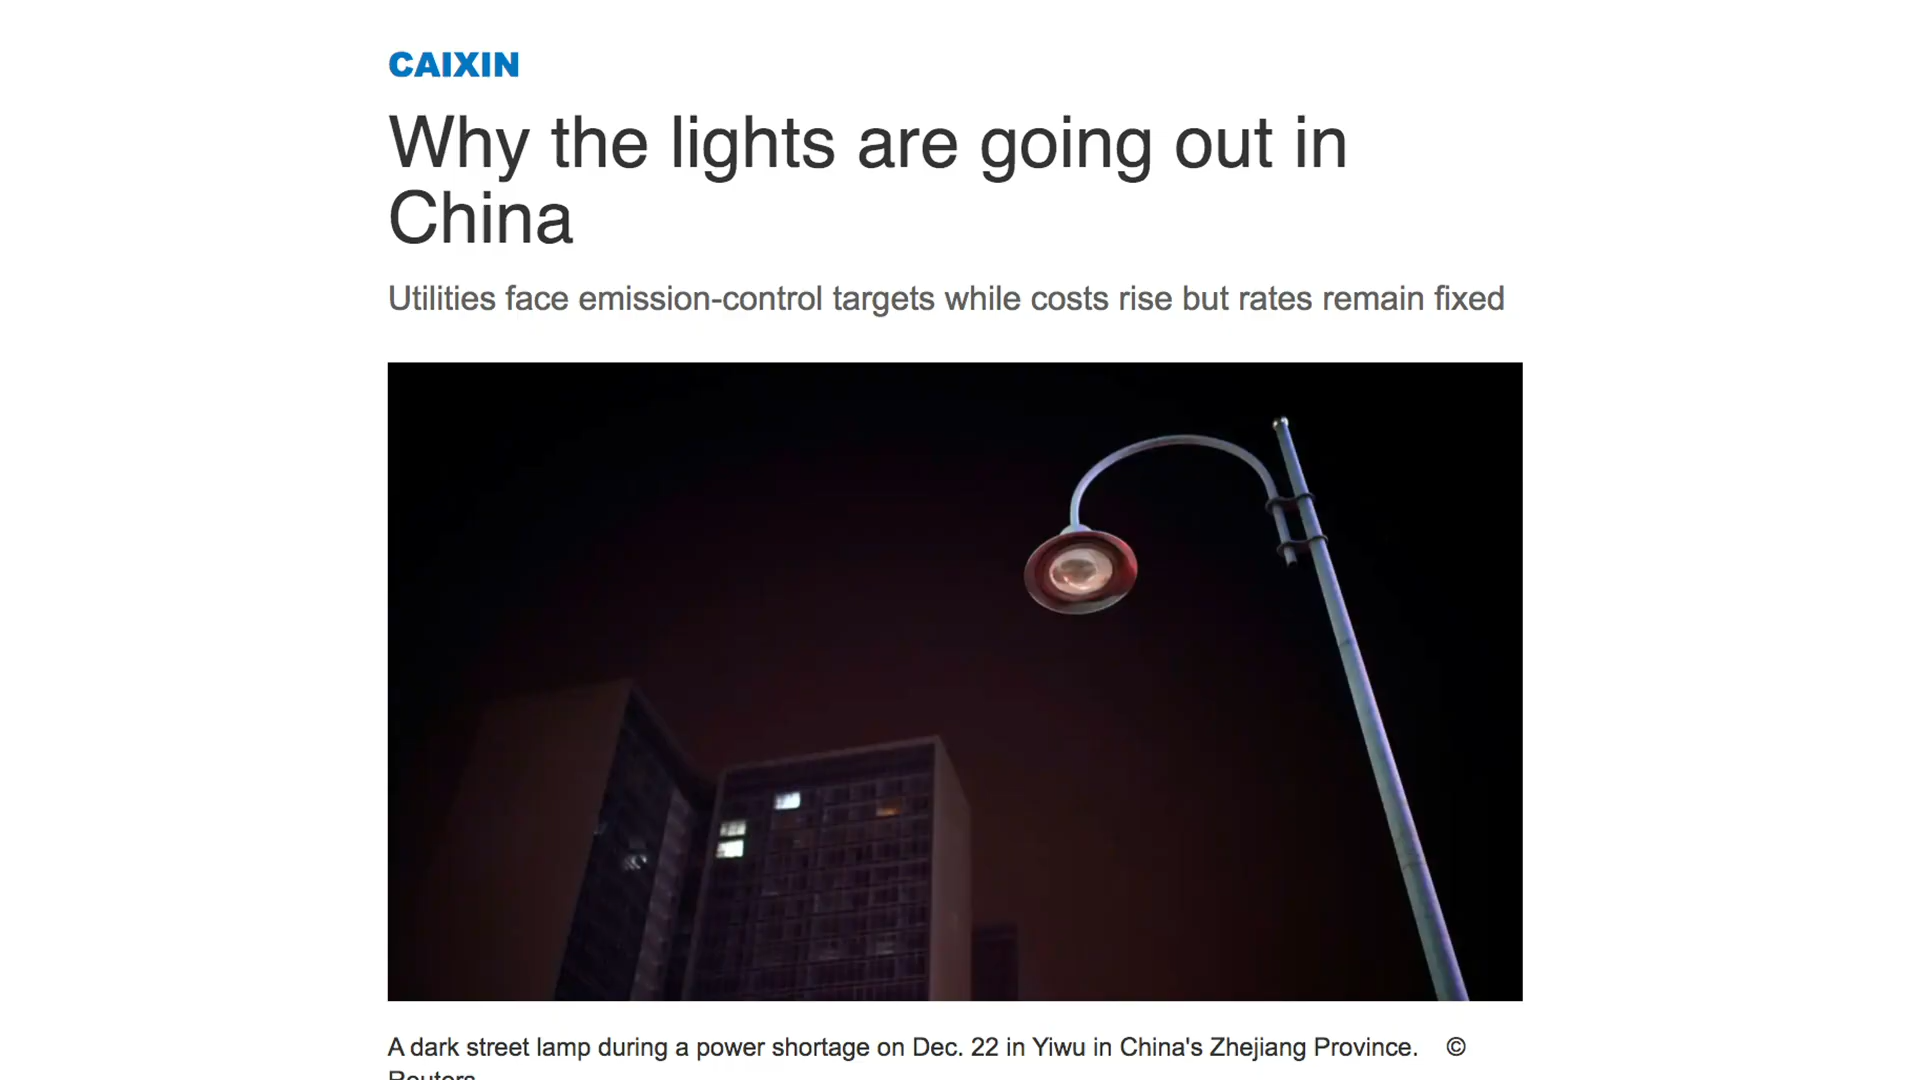 CAIXIN
Why the lights are going out in
China
Utilities face emission-control targets while costs rise but rates remain fixed
A dark street lamp during a power shortage on Dec. 22 in Yiwu in China's Zhejiang Province. ©
Reuters